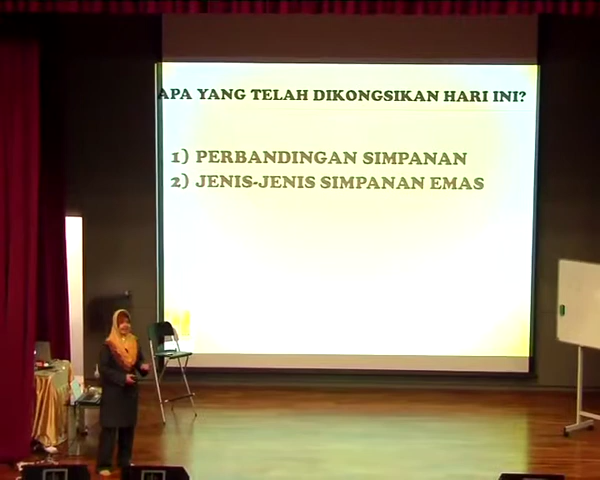 APA YANG TELAH DIKONGSIKAN HARI INI?
1) PERBANDINGAN SIMPANAN
2) JENIS-JENIS SIMPANAN EMAS